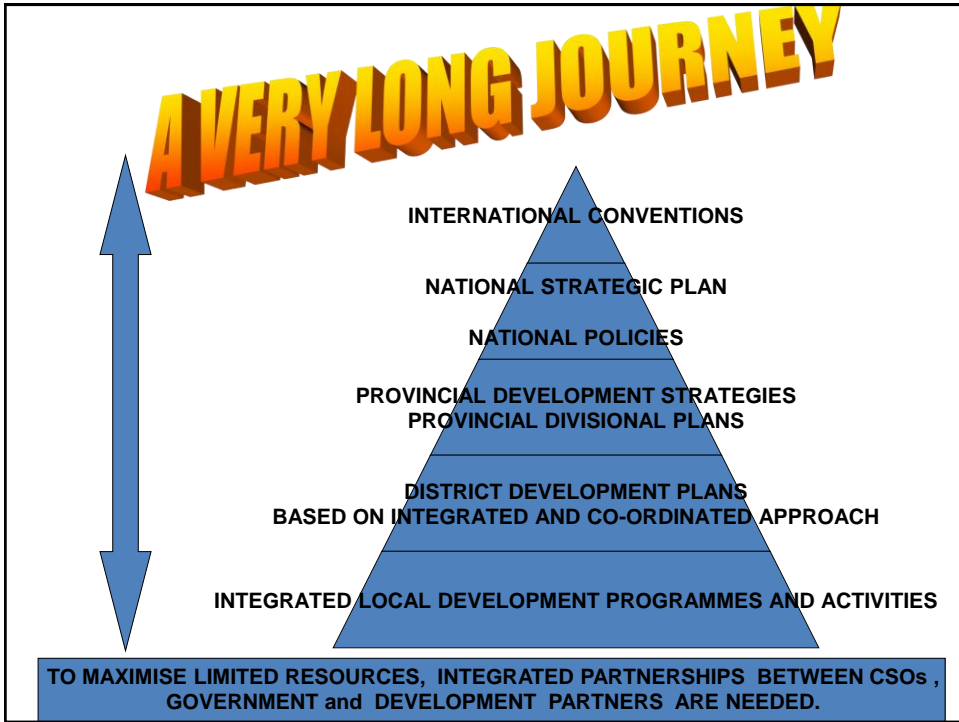 A VERY LONG JOURNEY
INTERNATIONAL CONVENTIONS
NATIONAL STRATEGIC PLAN
NATIONAL POLICIES
PROVINCIAL DEVELOPMENT STRATEGIES
PROVINCIAL DIVISIONAL PLANS
DISTRICT DEVELOPMENT PLANS
BASED ON INTEGRATED AND CO-ORDINATED APPROACH
INTEGRATED LOCAL DEVELOPMENT PROGRAMMES AND ACTIVITIES
TO MAXIMISE LIMITED RESOURCES, INTEGRATED PARTNERSHIPS BETWEEN CSOs ,
GOVERNMENT and DEVELOPMENT PARTNERS ARE NEEDED.